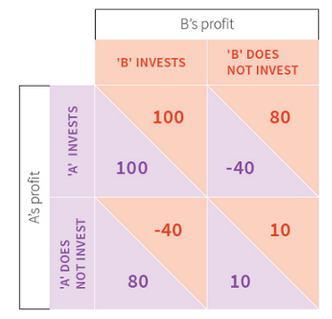 B's profit
'B' INVESTS
'B' DOES
NOT INVEST
A's profit
'A' INVESTS
100
100
80
-40
'A' DOES
NOT INVEST
-40
80
10
10